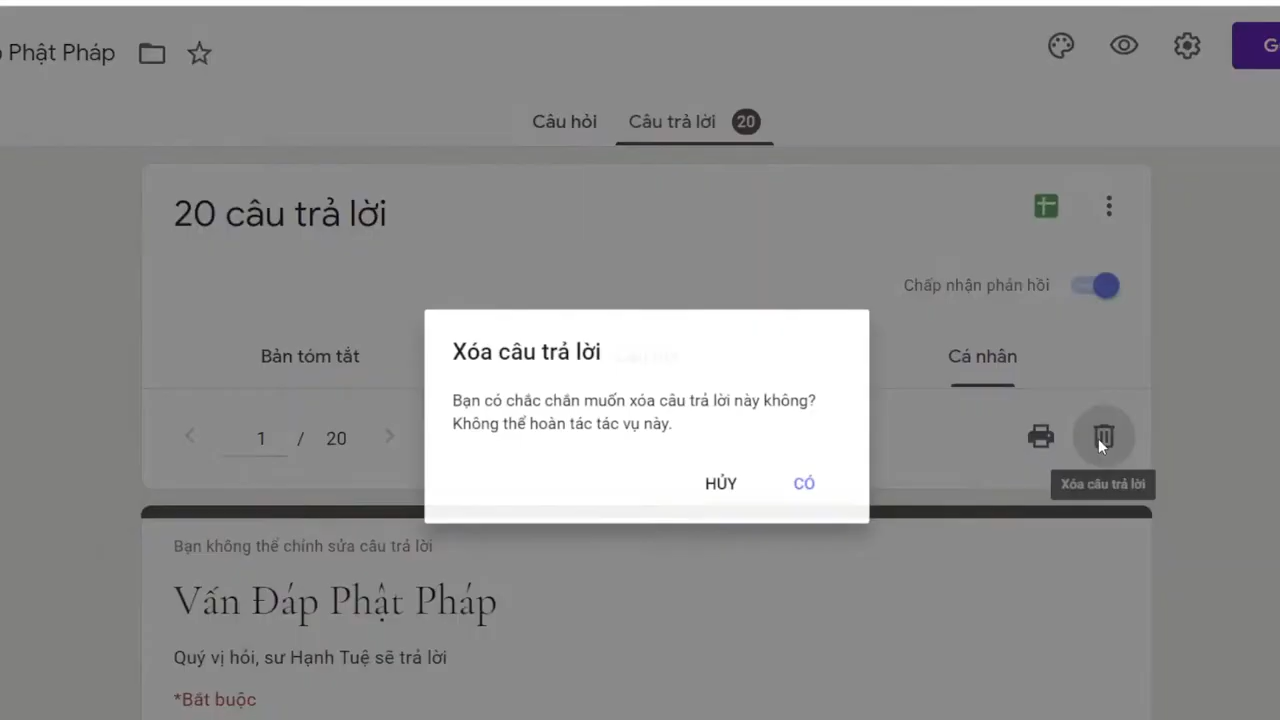 Phật Pháp
G
Câu hỏi
Câu trả lời 20
20 câu trả lời
Chấp nhận phản hồi
Bản tóm tắt
Cá nhân
1 / 20
Xóa câu trả lời
Bạn có chắc chắn muốn xóa câu trả lời này không?
Không thể hoàn tác tác vụ này.
HỦY CÓ
Xóa câu trả lời
Bạn không thể chỉnh sửa câu trả lời
Vấn Đáp Phật Pháp
Quý vị hỏi, sư Hạnh Tuệ sẽ trả lời
*Bắt buộc